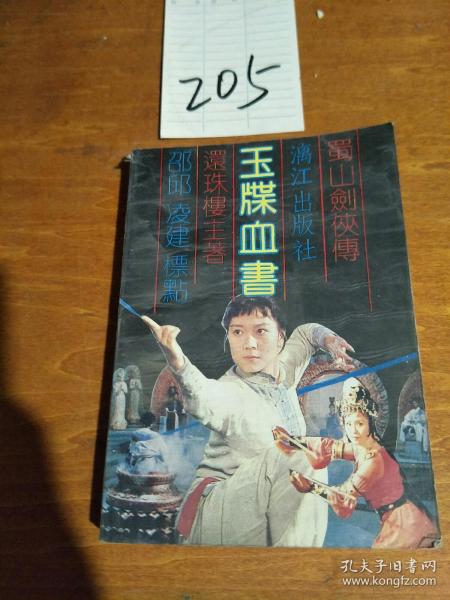 205
蜀山劍俠傳
漓江出版社
玉牒血書
還珠樓主著
邵邱 凌建 標點
孔夫子旧书网
www.kongfz.com